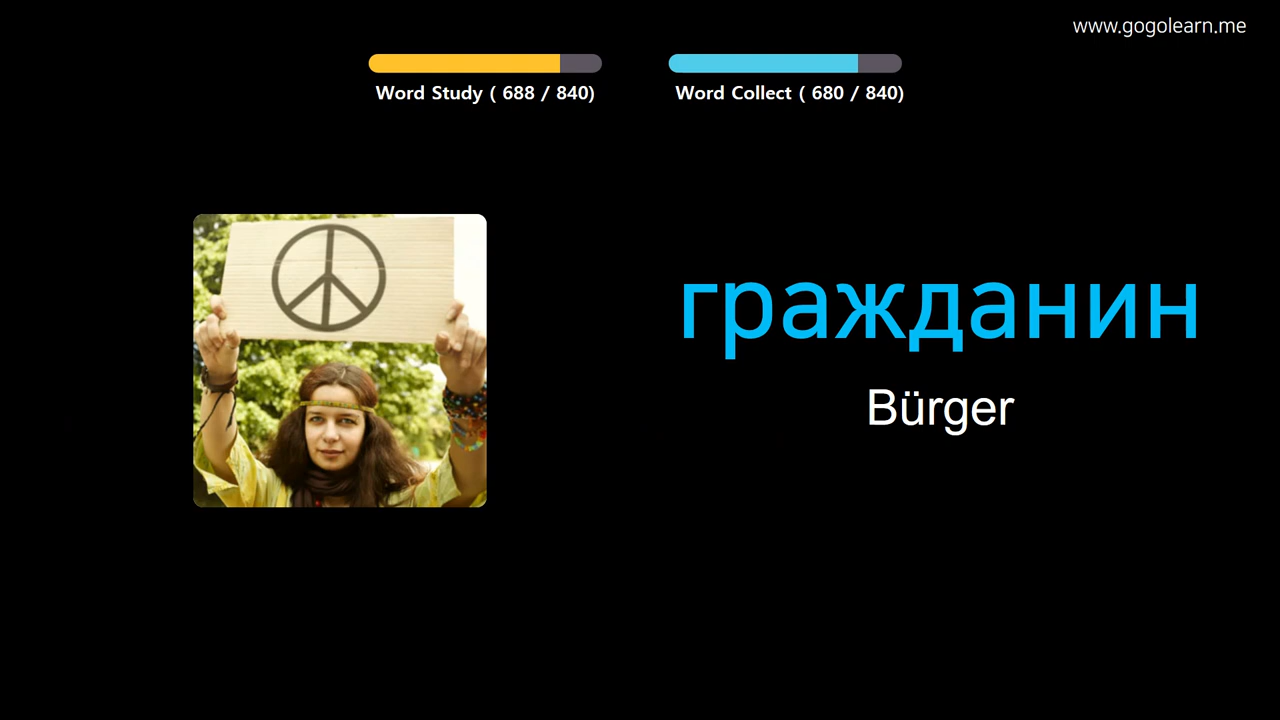 www.gogolearn.me
Word Study ( 688 / 840)
Word Collect ( 680 / 840)
гражданин
Bürger